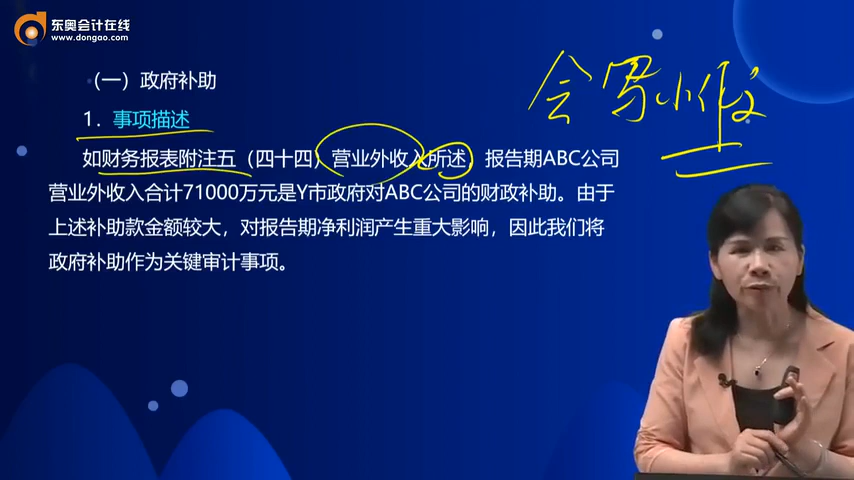 东奥会计在线
www.dongao.com
会写小作文
（一）政府补助
1．事项描述
如财务报表附注五（四十四）营业外收入所述，报告期ABC公司
营业外收入合计71000万元是Y市政府对ABC公司的财政补助。由于
上述补助款金额较大，对报告期净利润产生重大影响，因此我们将
政府补助作为关键审计事项。